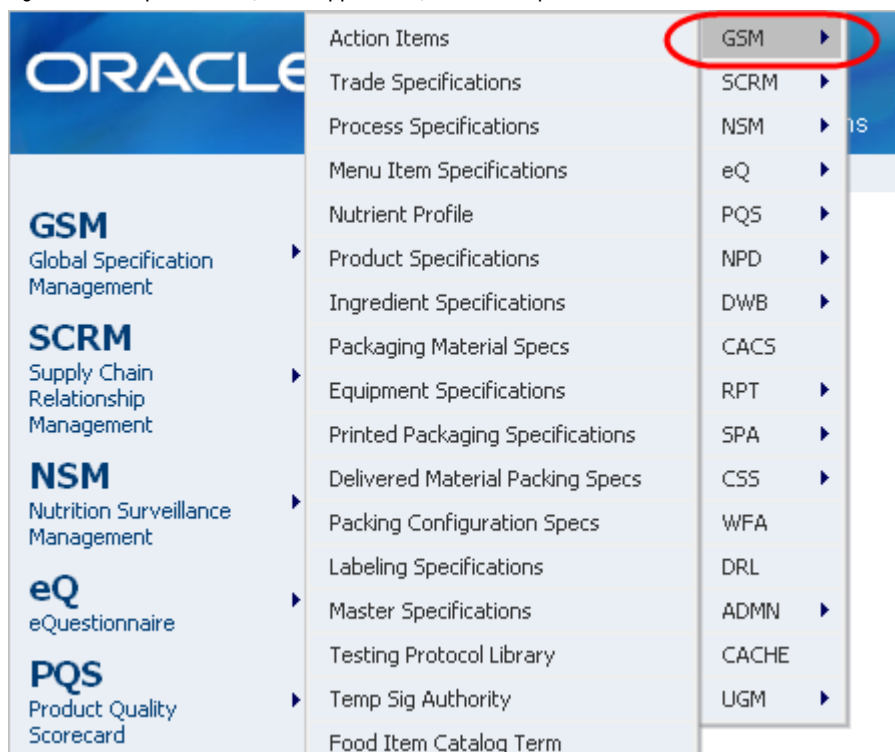 ORACLE
GSM
Global Specification
Management
SCRM
Supply Chain
Relationship
Management
NSM
Nutrition Surveillance
Management
eQ
eQuestionnaire
PQS
Product Quality
Scorecard
Action Items
Trade Specifications
Process Specifications
Menu Item Specifications
Nutrient Profile
Product Specifications
Ingredient Specifications
Packaging Material Specs
Equipment Specifications
Printed Packaging Specifications
Delivered Material Packing Specs
Packing Configuration Specs
Labeling Specifications
Master Specifications
Testing Protocol Library
Temp Sig Authority
Food Item Catalog Term
GSM
SCRM
NSM
eQ
PQS
NPD
DWB
CACS
RPT
SPA
CSS
WFA
DRL
ADMN
CACHE
UGM